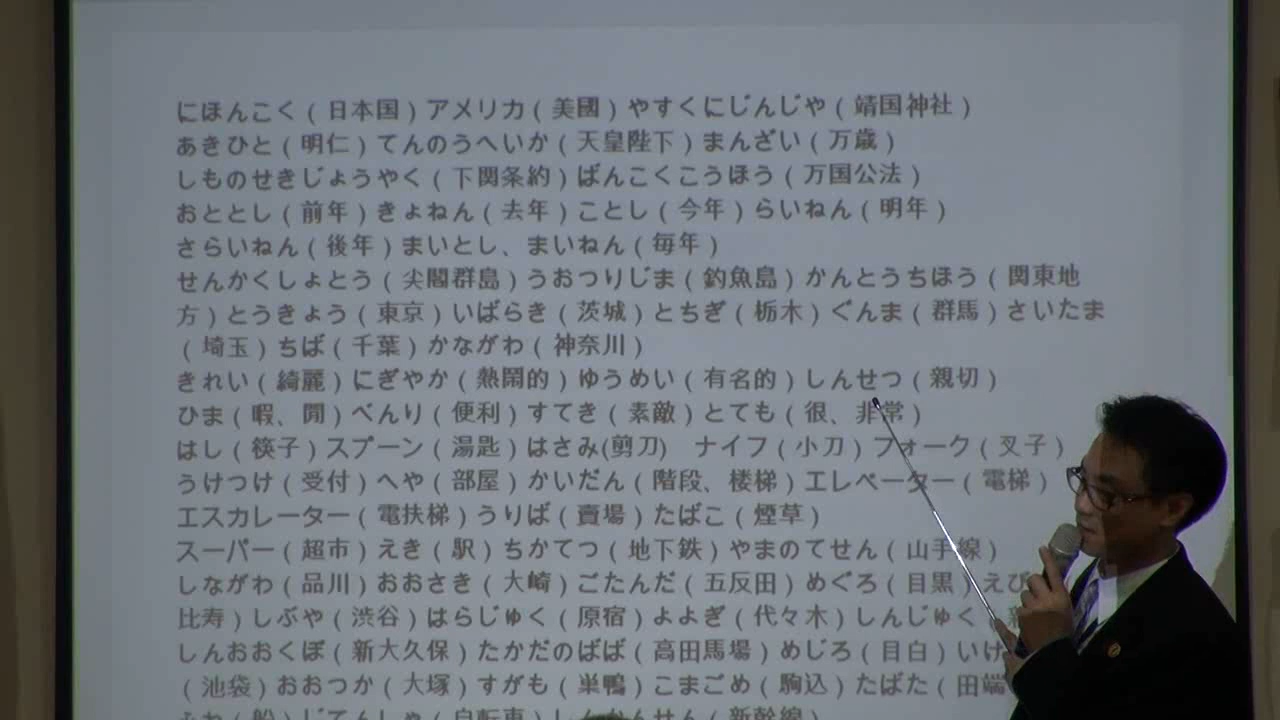 にほんこく(日本国)アメリカ(美國)やすくにじんじゃ(靖国神社)
あきひと(明仁)てんのうへいか(天皇陛下)まんざい(万歳)
しものせきじょうやく(下関条約)ばんこくこうほう(万国公法)
おととし(前年)きょねん(去年)ことし(今年)らいねん(明年)
さらいねん(後年)まいとし、まいねん(毎年)
せんかくしょとう(尖閣群島)うおつりじま(釣魚島)かんとうちほう(関東地
方)とうきょう(東京)いばらき(茨城)とちぎ(栃木)ぐんま(群馬)さいたま
(埼玉)ちば(千葉)かながわ(神奈川)
きれい(綺麗)にぎやか(熱鬧的)ゆうめい(有名的)しんせつ(親切)
ひま(暇、閒)べんり(便利)すてき(素敵)とても(很、非常)
はし(筷子)スプーン(湯匙)はさみ(剪刀) ナイフ(小刀)フォーク(叉子)
うけつけ(受付)へや(部屋)かいだん(階段、楼梯)エレベーター(電梯)
エスカレーター(電扶梯)うりば(賣場)たばこ(煙草)
スーパー(超市)えき(駅)ちかてつ(地下鉄)やまのてせん(山手線)
しながわ(品川)おおさき(大崎)ごたんだ(五反田)めぐろ(目黒)えび
比寿)しぶや(渋谷)はらじゅく(原宿)よよぎ(代々木)しんじゅく
しんおおくぼ(新大久保)たかだのばば(高田馬場)めじろ(目白)いけ
(池袋)おおつか(大塚)すがも(巣鴨)こまごめ(駒込)たばた(田端
ふね(船)じてんしゃ(自転車)しんかんせん(新幹線)